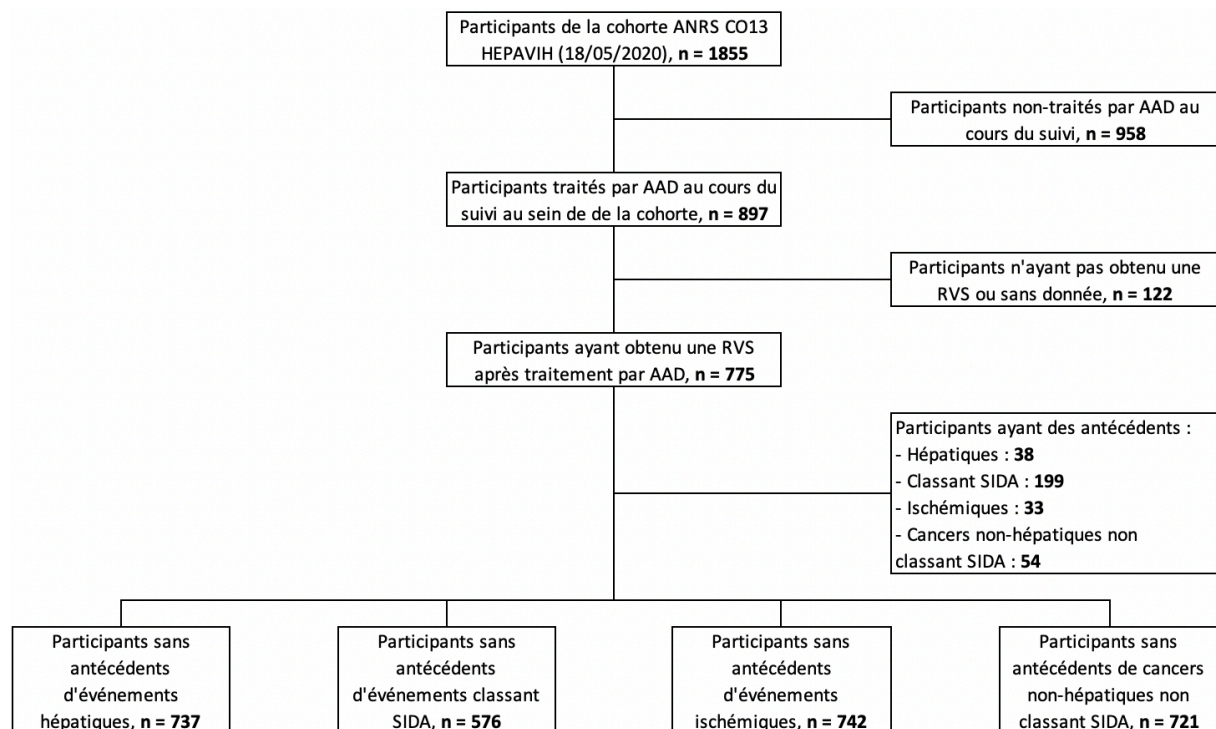 Participants de la cohorte ANRS CO13
HEPAVIH (18/05/2020), n = 1855
Participants non-traités par AAD au
cours du suivi, n = 958
Participants traités par AAD au cours du
suivi au sein de de la cohorte, n = 897
Participants n'ayant pas obtenu une
RVS ou sans donnée, n = 122
Participants ayant obtenu une RVS
après traitement par AAD, n = 775
Participants ayant des antécédents :
- Hépatiques : 38
- Classant SIDA : 199
- Ischémiques : 33
- Cancers non-hépatiques non
classant SIDA : 54
Participants sans
antécédents
d'événements
hépatiques, n = 737
Participants sans
antécédents
d'événements classant
SIDA, n = 576
Participants sans
antécédents
d'événements
ischémiques, n = 742
Participants sans
antécédents de cancers
non-hépatiques non
classant SIDA, n = 721